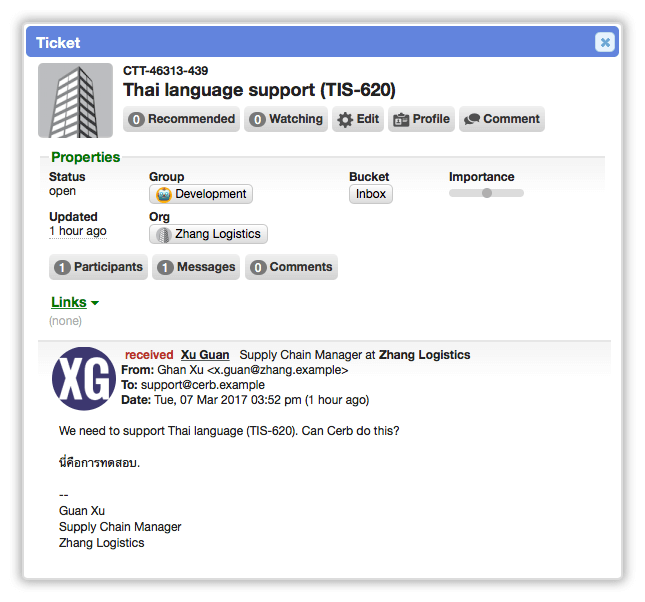 Ticket
CTT-46313-439
Thai language support (TIS-620)
0 Recommended 0 Watching Edit Profile Comment
Properties
Status Group Bucket Importance
open Development Inbox
Updated Org
1 hour ago Zhang Logistics
1 Participants 1 Messages 0 Comments
Links
(none)
XG
received Xu Guan Supply Chain Manager at Zhang Logistics
From: Ghan Xu <x.guan@zhang.example>
To: support@cerb.example
Date: Tue, 07 Mar 2017 03:52 pm (1 hour ago)
We need to support Thai language (TIS-620). Can Cerb do this?
นี่คือการทดสอบ.
--
Guan Xu
Supply Chain Manager
Zhang Logistics